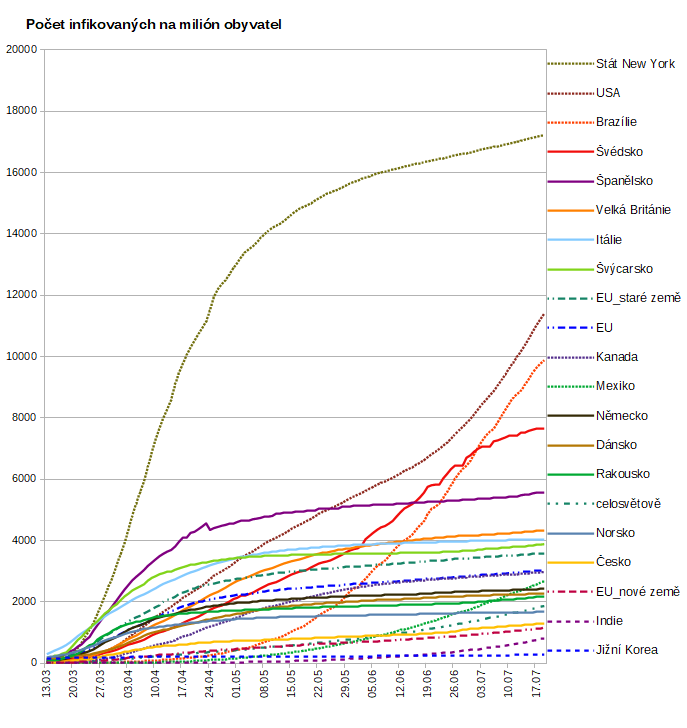 Počet infikovaných na milión obyvatel
20000
18000
16000
14000
12000
10000
8000
6000
4000
2000
0
13.03
20.03
27.03
03.04
10.04
17.04
24.04
01.05
08.05
15.05
22.05
29.05
05.06
12.06
19.06
26.06
03.07
10.07
17.07
Stát New York
USA
Brazílie
Švédsko
Španělsko
Velká Británie
Itálie
Švýcarsko
EU_staré země
EU
Kanada
Mexiko
Německo
Dánsko
Rakousko
celosvětově
Norsko
Česko
EU_nové země
Indie
Jižní Korea